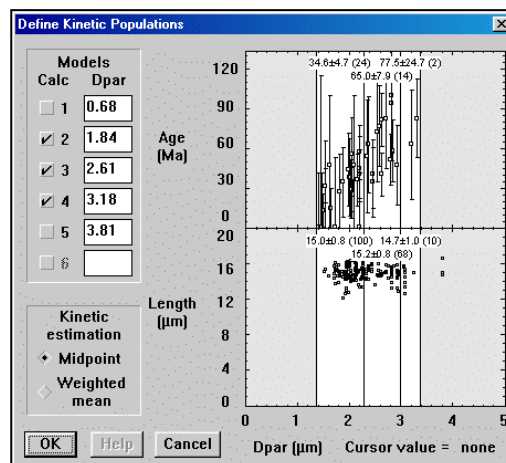 Define Kinetic Populations
Models
Calc Dpar
1 0.68
2 1.84
3 2.61
4 3.18
5 3.81
6
Kinetic
estimation
Midpoint
Weighted
mean
OK Help Cancel
Age
(Ma)
120
90
60
30
0
34.6±4.7 (24) 77.5±24.7 (2)
65.0±7.9 (14)
Length
(µm)
20
16
12
8
4
0
15.0±0.8 (100) 14.7±1.0 (10)
15.2±0.8 (68)
0 1 2 3 4 5
Dpar (µm) Cursor value = none